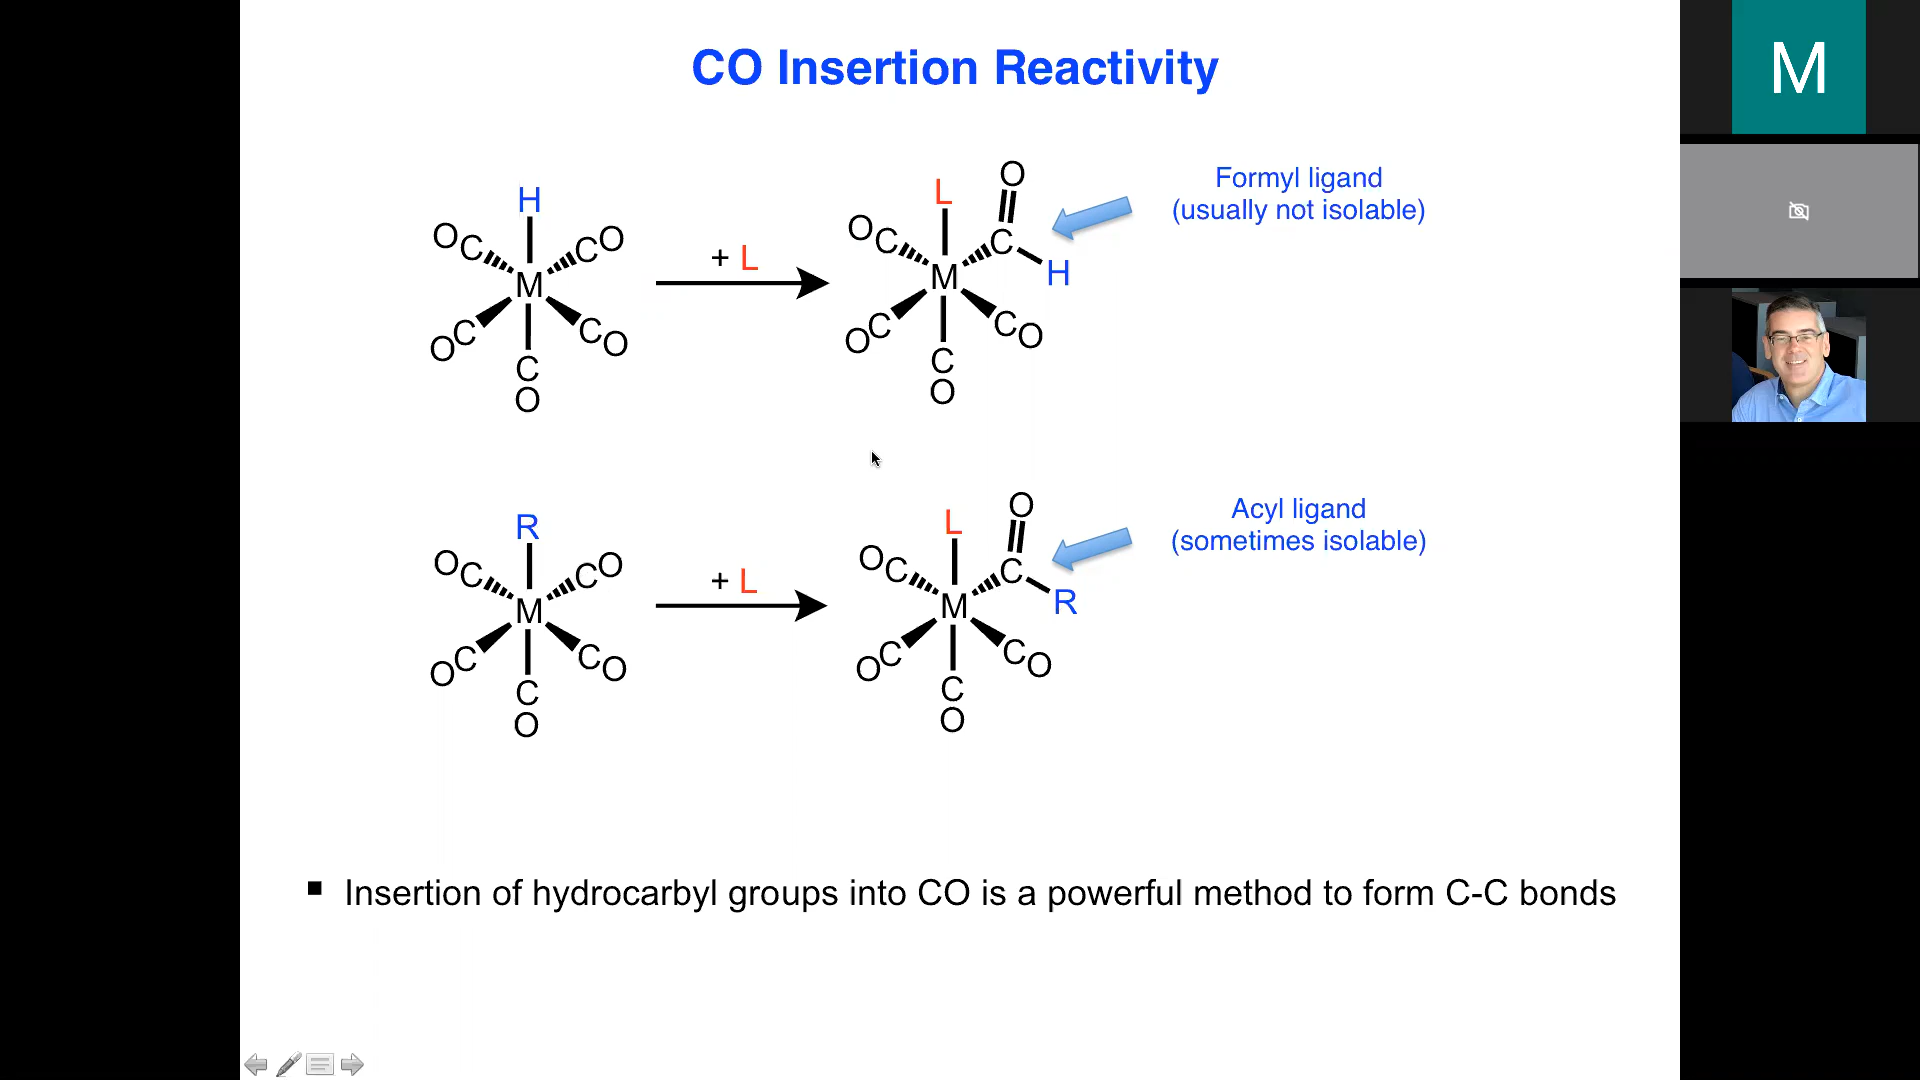 CO Insertion Reactivity
M
H
OC
CO
M
OC
CO
C
O
+ L
L
O
C
H
OC
M
OC
CO
C
O
Formyl ligand
(usually not isolable)
R
OC
CO
M
OC
CO
C
O
+ L
L
O
C
R
OC
M
OC
CO
C
O
Acyl ligand
(sometimes isolable)
Insertion of hydrocarbyl groups into CO is a powerful method to form C-C bonds